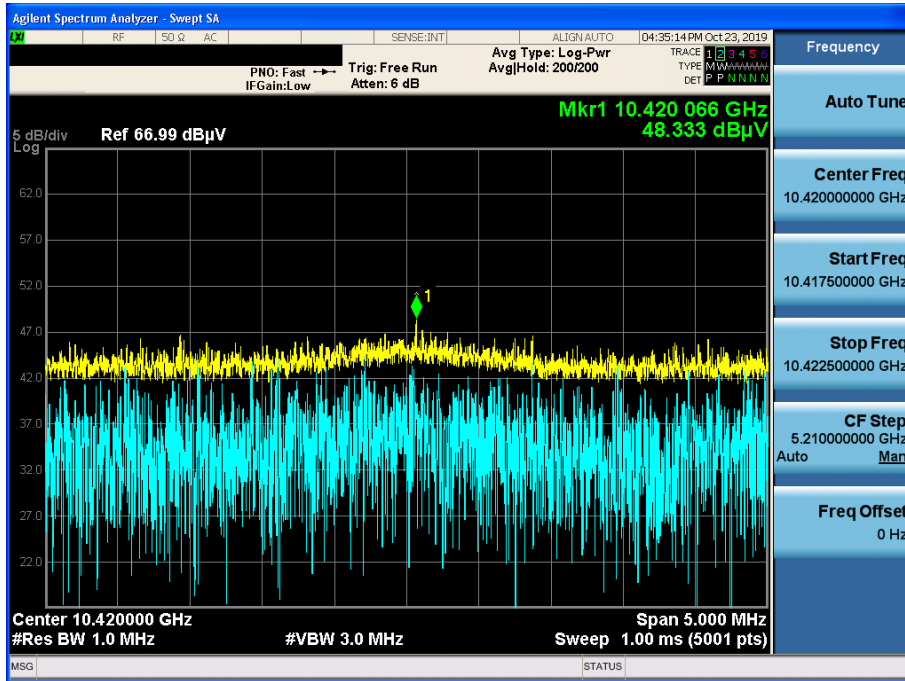 Agilent Spectrum Analyzer - Swept SA
LXI RF 50 Ω AC SENSE:INT ALIGN AUTO 04:35:14 PM Oct 23, 2019
PNO: Fast
IFGain:Low
Trig: Free Run
Atten: 6 dB
Avg Type: Log-Pwr
Avg|Hold: 200/200
TRACE 1 2 3 4 5 6
TYPE M W W W W W
DET P P N N N N
Mkr1 10.420 066 GHz
48.333 dBµV
5 dB/div Ref 66.99 dBµV
Log
62.0
57.0
52.0
47.0
42.0
37.0
32.0
27.0
22.0
1
Center 10.420000 GHz Span 5.000 MHz
#Res BW 1.0 MHz #VBW 3.0 MHz Sweep 1.00 ms (5001 pts)
MSG STATUS
Frequency
Auto Tune
Center Freq
10.420000000 GHz
Start Freq
10.417500000 GHz
Stop Freq
10.422500000 GHz
CF Step
5.210000000 GHz
Auto Man
Freq Offset
0 Hz